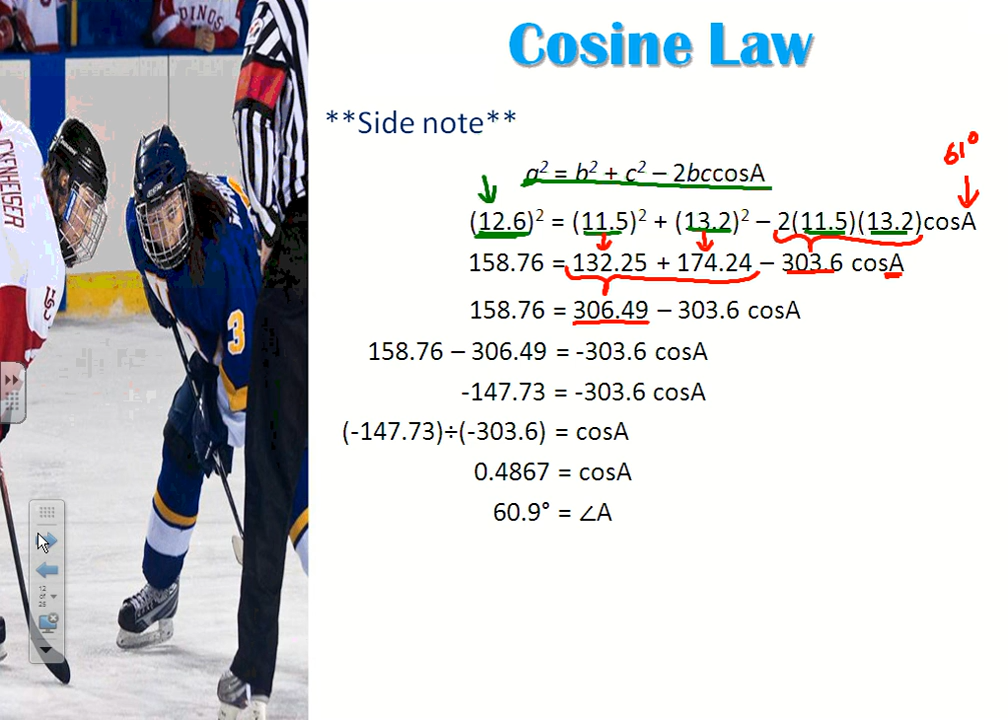 DINOS
CKENHEISER
3
Cosine Law
**Side note**
61°
a² = b² + c² – 2bccosA
(12.6)² = (11.5)² + (13.2)² – 2(11.5)(13.2)cosA
158.76 = 132.25 + 174.24 – 303.6 cosA
158.76 = 306.49 – 303.6 cosA
158.76 – 306.49 = -303.6 cosA
-147.73 = -303.6 cosA
(-147.73)÷(-303.6) = cosA
0.4867 = cosA
60.9° = ∠A